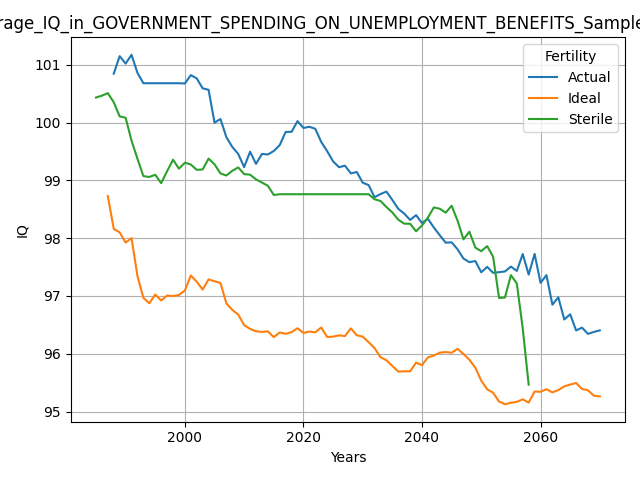 rage_IQ_in_GOVERNMENT_SPENDING_ON_UNEMPLOYMENT_BENEFITS_Sample
Fertility
Actual
Ideal
Sterile
101
100
99
98
97
96
95
IQ
2000 2020 2040 2060
Years